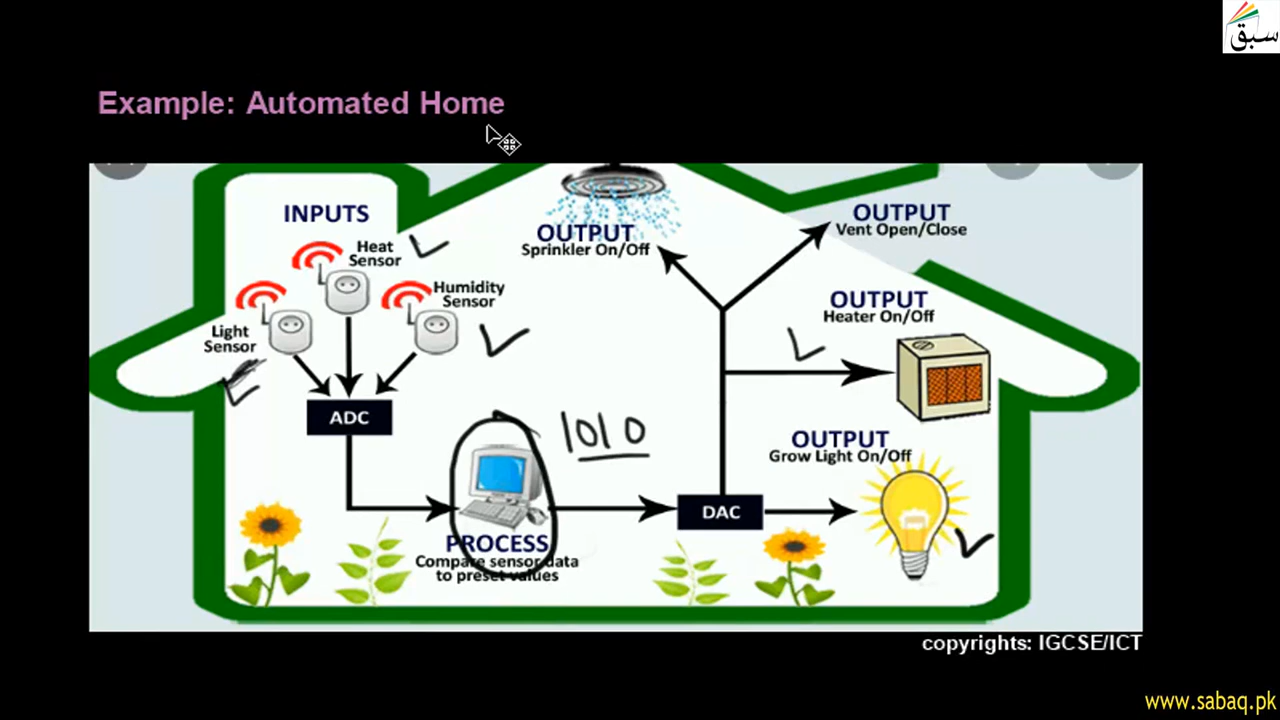 سبق
Example: Automated Home
INPUTS
Heat
Sensor
Humidity
Sensor
Light
Sensor
ADC
1010
PROCESS
Compare sensor data
to preset values
DAC
OUTPUT
Sprinkler On/Off
OUTPUT
Vent Open/Close
OUTPUT
Heater On/Off
OUTPUT
Grow Light On/Off
copyrights: IGCSE/ICT
www.sabaq.pk